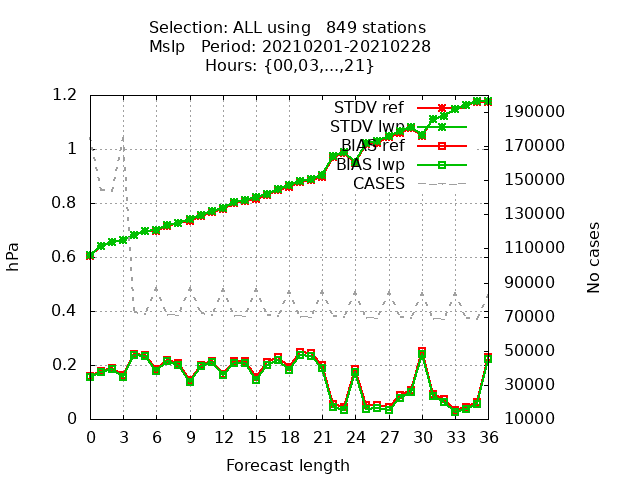 Selection: ALL using   849 stations
Mslp   Period: 20210201-20210228
Hours: {00,03,...,21}
STDV ref
STDV lwp
BIAS ref
BIAS lwp
CASES
hPa
1.2
1
0.8
0.6
0.4
0.2
0
No cases
190000
170000
150000
130000
110000
90000
70000
50000
30000
10000
0 3 6 9 12 15 18 21 24 27 30 33 36
Forecast length